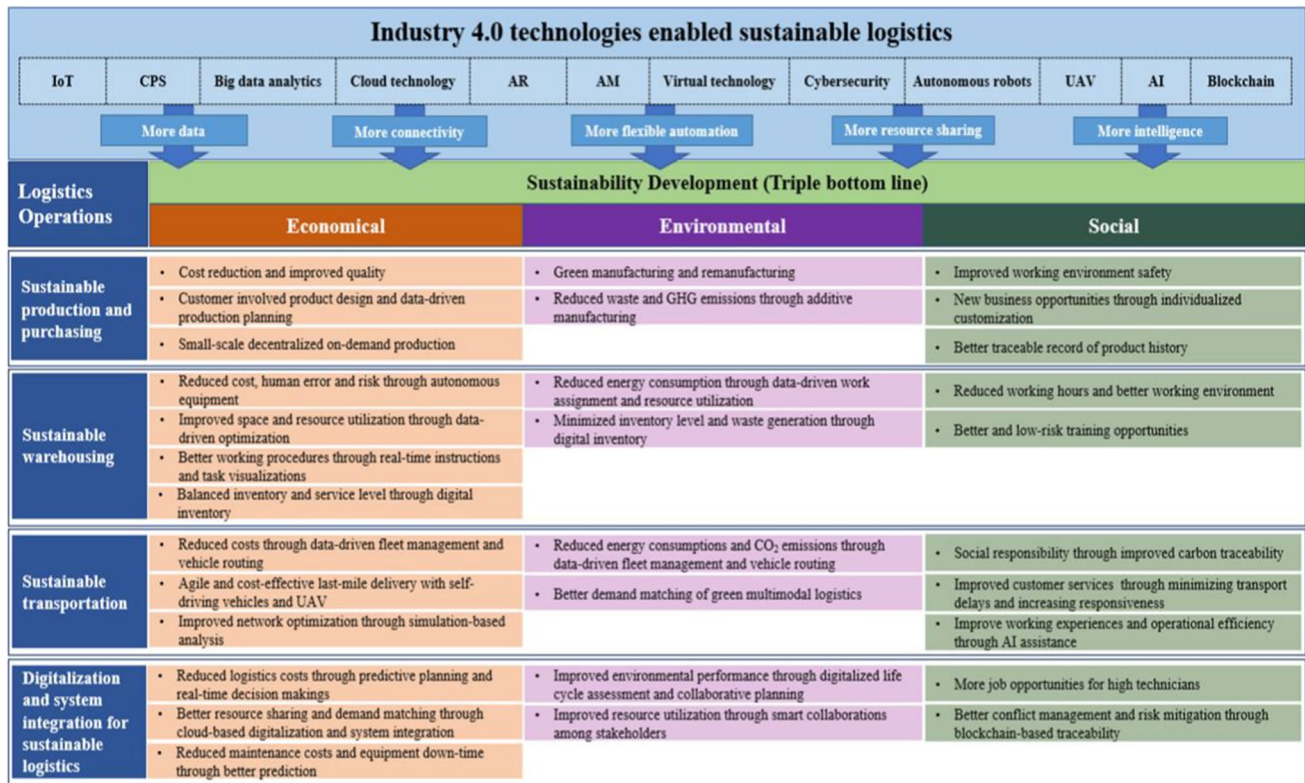 Industry 4.0 technologies enabled sustainable logistics
IoT
CPS
Big data analytics
Cloud technology
AR
AM
Virtual technology
Cybersecurity
Autonomous robots
UAV
AI
Blockchain
More data
More connectivity
More flexible automation
More resource sharing
More intelligence
Logistics
Operations
Sustainability Development (Triple bottom line)
Economical
Environmental
Social
Sustainable
production and
purchasing
• Cost reduction and improved quality
• Customer involved product design and data-driven
production planning
• Small-scale decentralized on-demand production
• Green manufacturing and remanufacturing
• Reduced waste and GHG emissions through additive
manufacturing
• Improved working environment safety
• New business opportunities through individualized
customization
• Better traceable record of product history
Sustainable
warehousing
• Reduced cost, human error and risk through autonomous
equipment
• Improved space and resource utilization through data-
driven optimization
• Better working procedures through real-time instructions
and task visualizations
• Balanced inventory and service level through digital
inventory
• Reduced energy consumption through data-driven work
assignment and resource utilization
• Minimized inventory level and waste generation through
digital inventory
• Reduced working hours and better working environment
• Better and low-risk training opportunities
Sustainable
transportation
• Reduced costs through data-driven fleet management and
vehicle routing
• Agile and cost-effective last-mile delivery with self-
driving vehicles and UAV
• Improved network optimization through simulation-based
analysis
• Reduced energy consumptions and CO₂ emissions through
data-driven fleet management and vehicle routing
• Better demand matching of green multimodal logistics
• Social responsibility through improved carbon traceability
• Improved customer services through minimizing transport
delays and increasing responsiveness
• Improve working experiences and operational efficiency
through AI assistance
Digitalization
and system
integration for
sustainable
logistics
• Reduced logistics costs through predictive planning and
real-time decision makings
• Better resource sharing and demand matching through
cloud-based digitalization and system integration
• Reduced maintenance costs and equipment down-time
through better prediction
• Improved environmental performance through digitalized life
cycle assessment and collaborative planning
• Improved resource utilization through smart collaborations
among stakeholders
• More job opportunities for high technicians
• Better conflict management and risk mitigation through
blockchain-based traceability